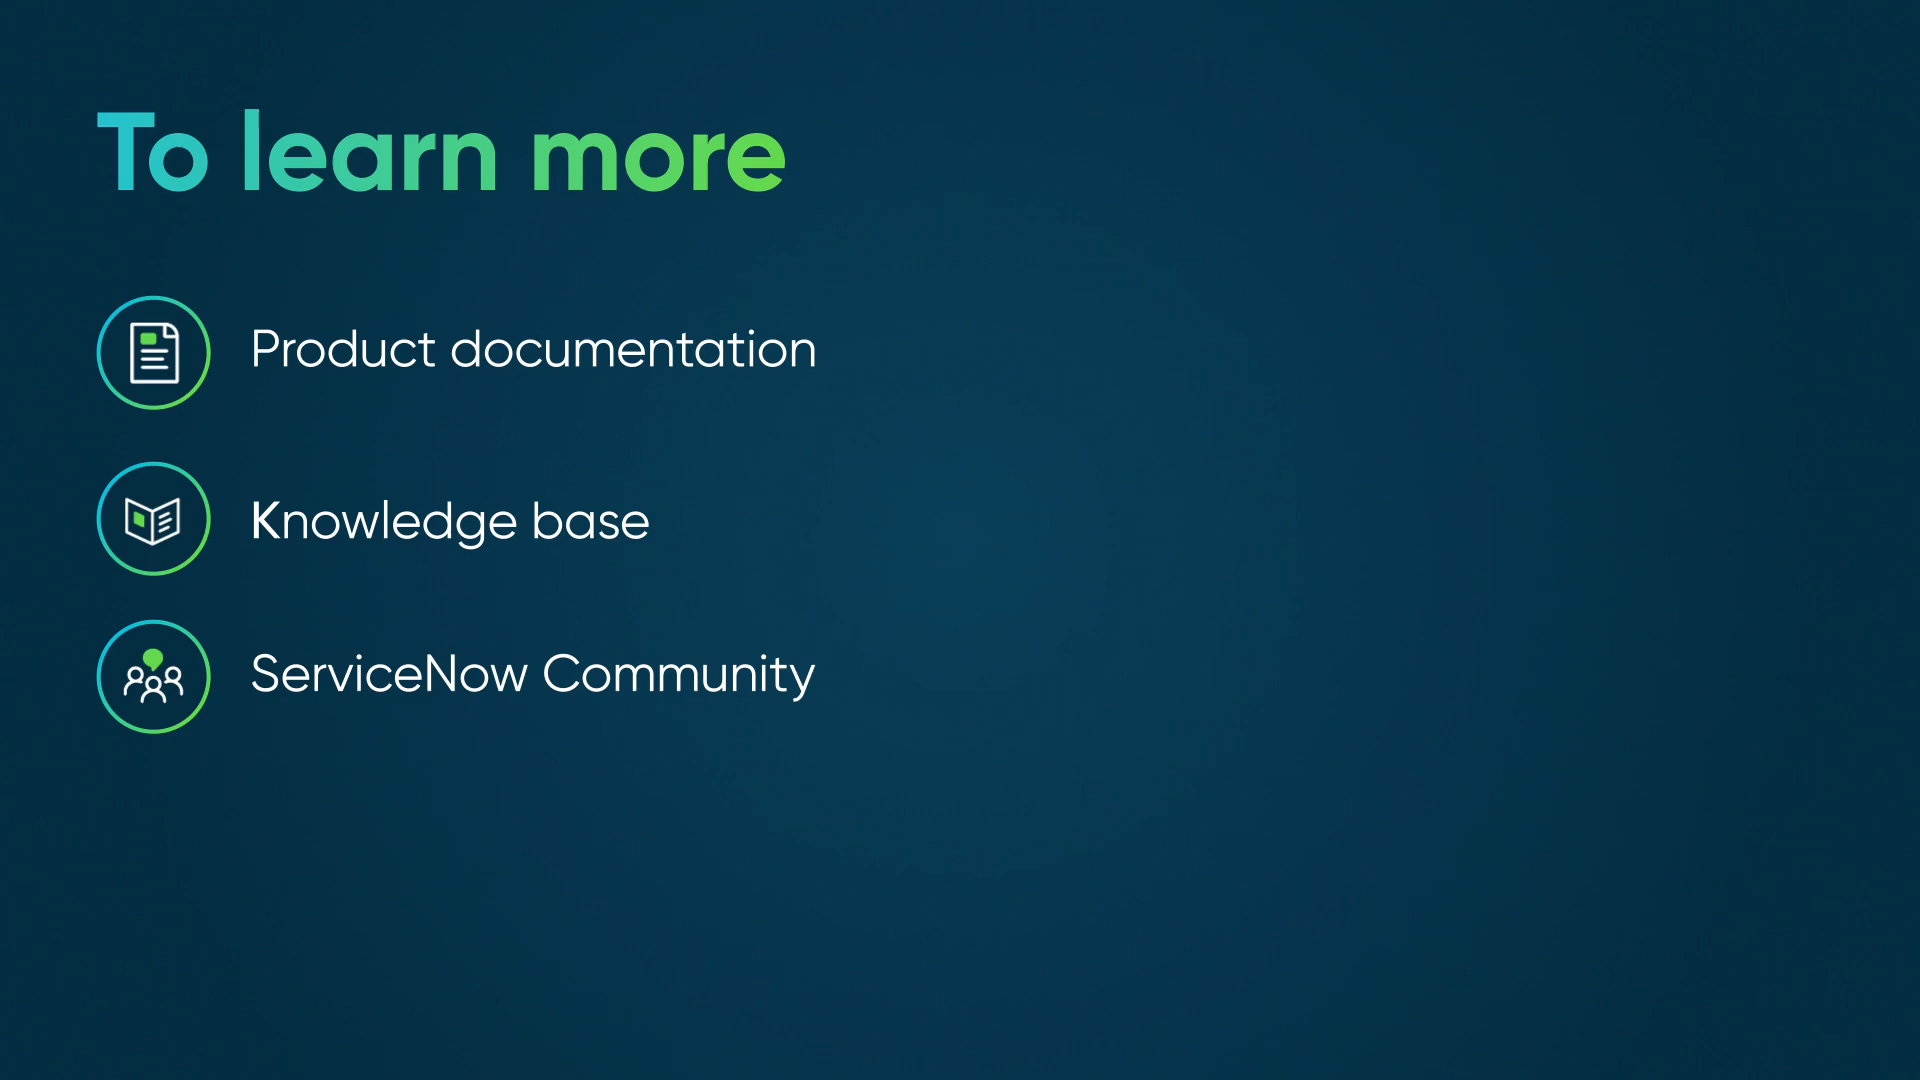 To learn more
Product documentation
Knowledge base
ServiceNow Community